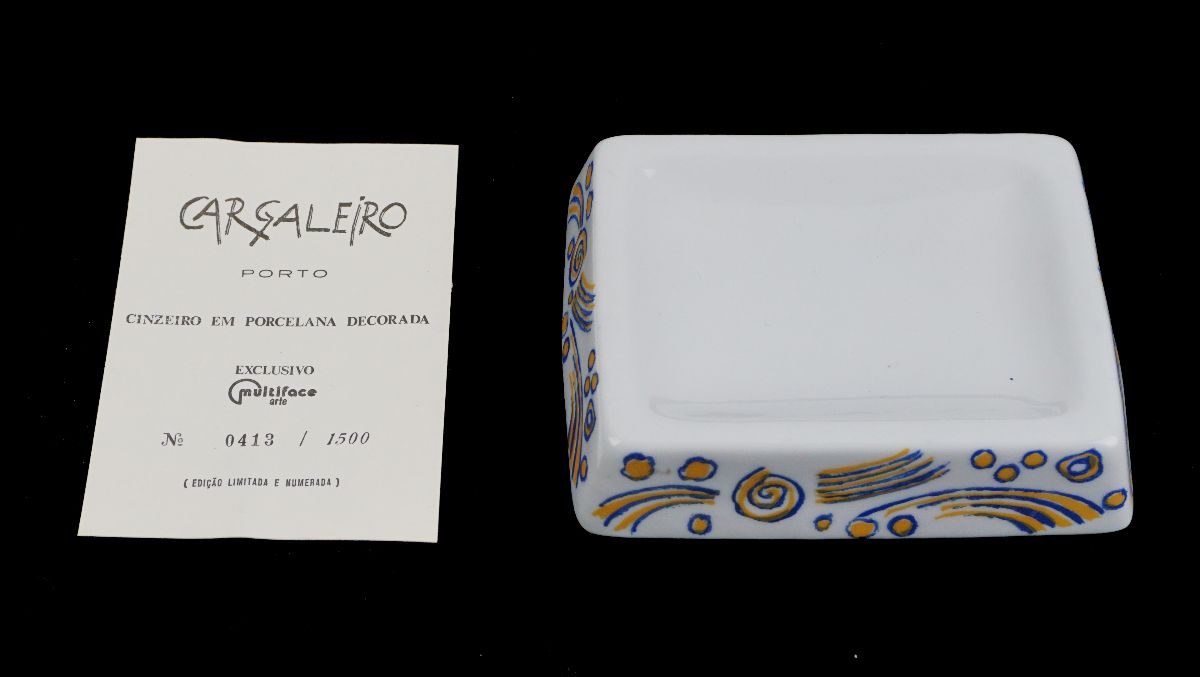 CARGALEIRO
PORTO
CINZEIRO EM PORCELANA DECORADA
EXCLUSIVO
multiface
arte
Nº 0413 / 1500
( EDIÇÃO LIMITADA E NUMERADA )